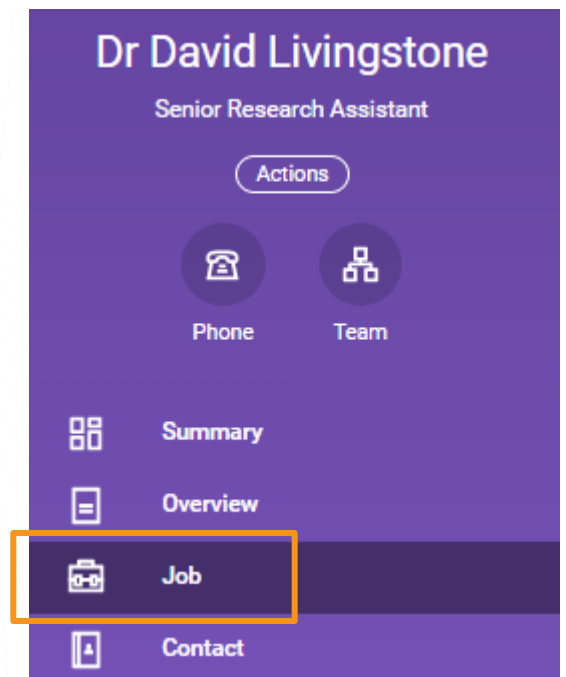 Dr David Livingstone
Senior Research Assistant
Actions
Phone Team
Summary
Overview
Job
Contact